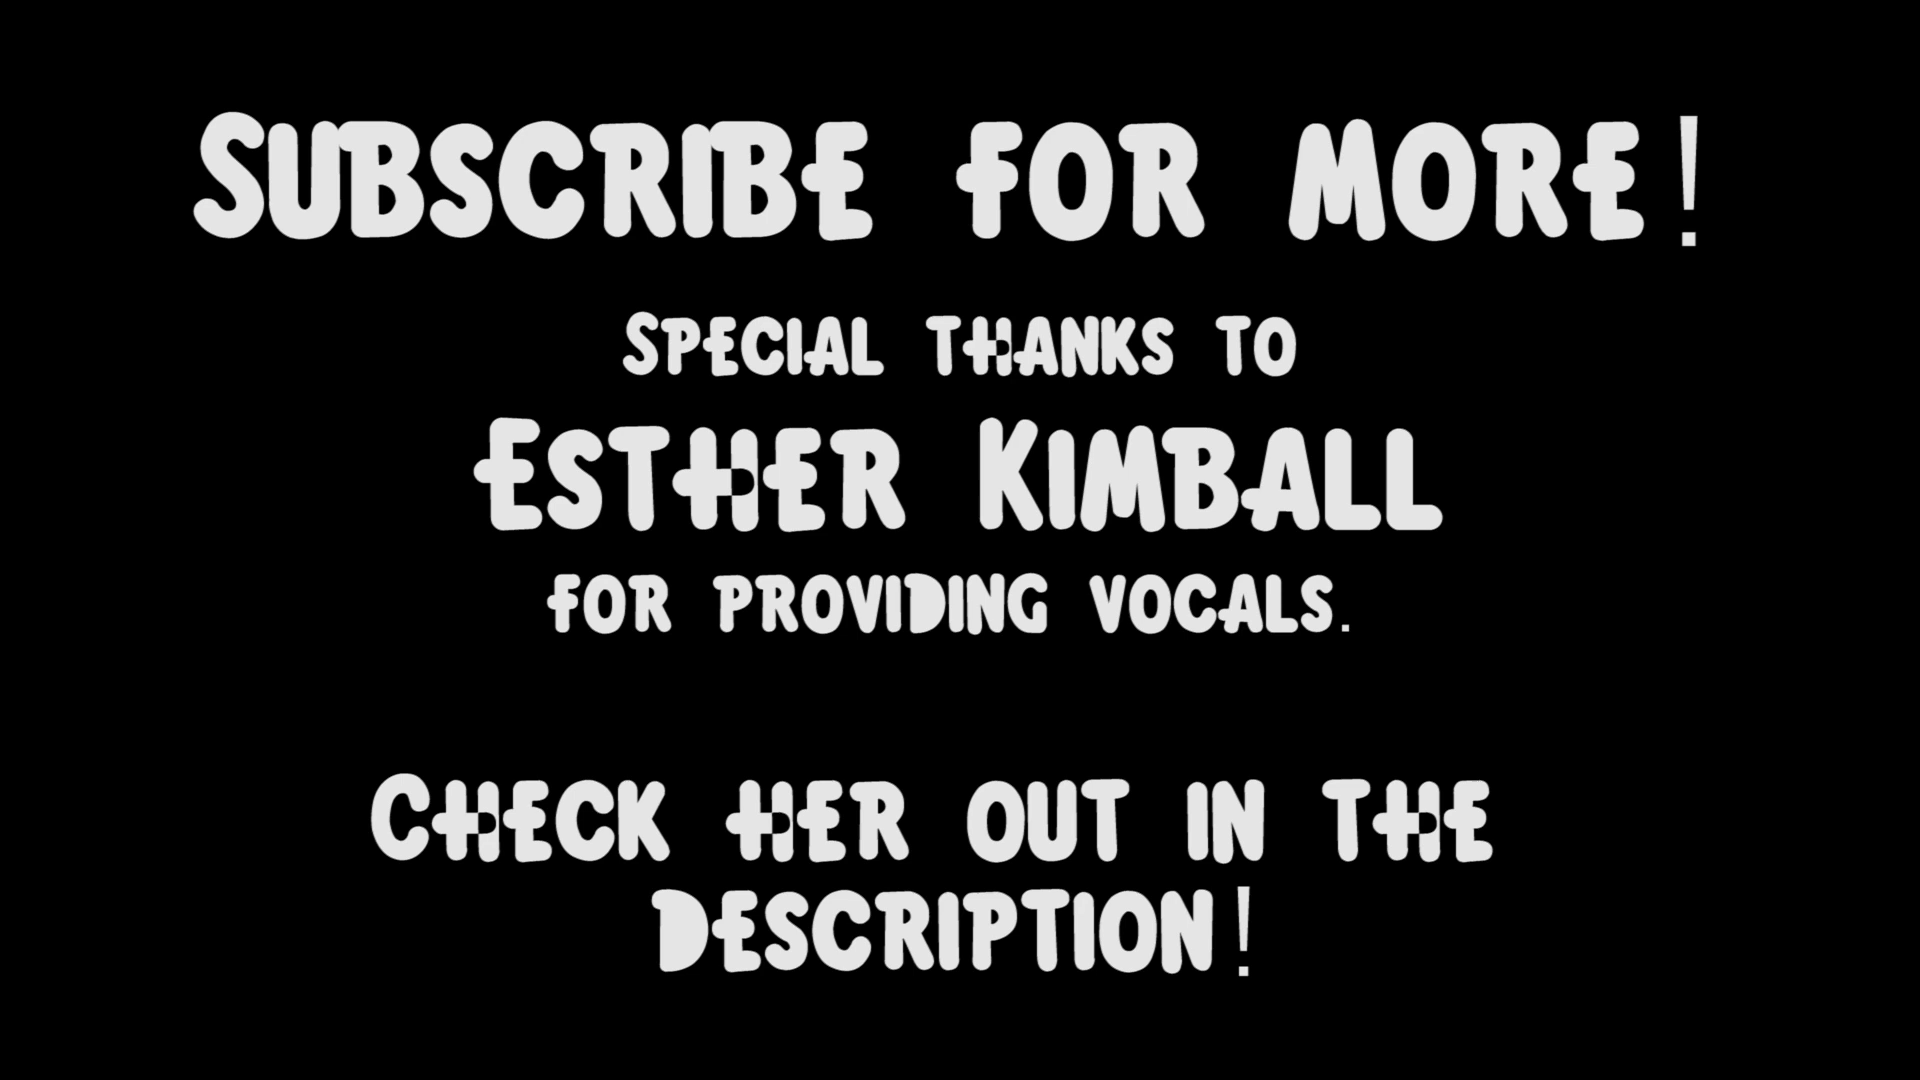 Subscribe for more!
Special thanks to
Esther Kimball
for providing vocals.
Check her out in the
description!